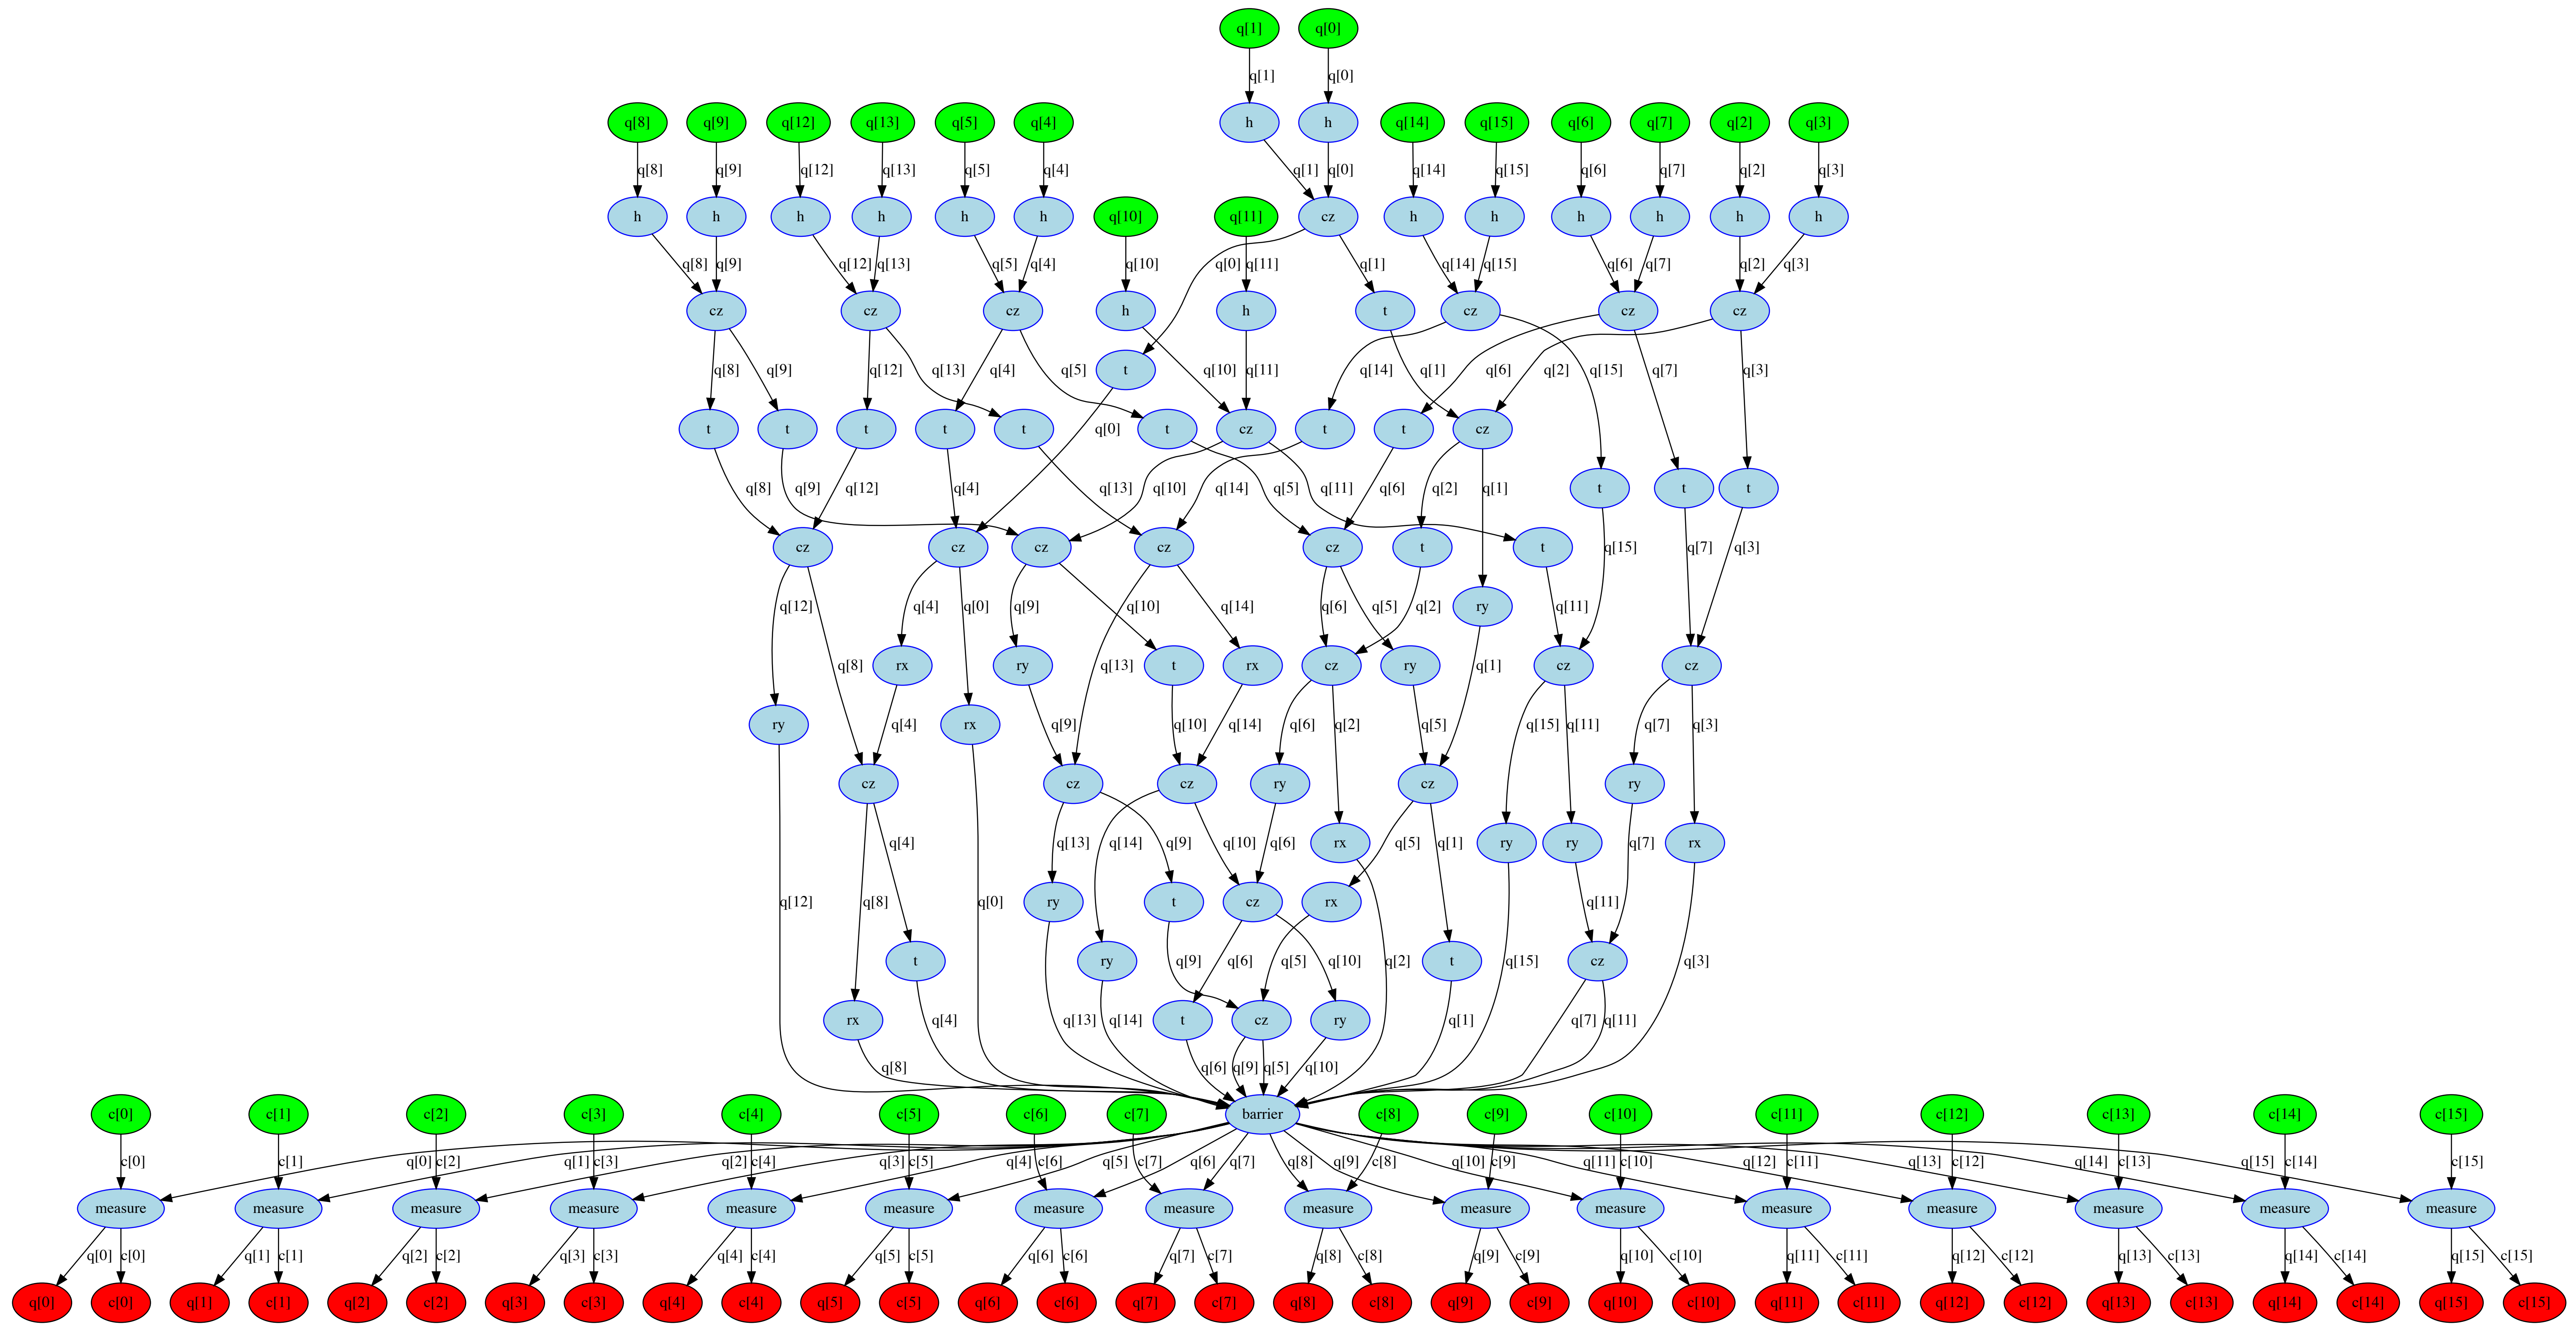 q[1] q[0]
q[1] q[0]
q[8] q[9] q[12] q[13] q[5] q[4] h h q[14] q[15] q[6] q[7] q[2] q[3]
q[8] q[9] q[12] q[13] q[5] q[4] q[1] q[0] q[14] q[15] q[6] q[7] q[2] q[3]
h h h h h h q[10] q[11] cz h h h h h h
q[8] q[9] q[12] q[13] q[5] q[4] q[10] q[0] q[11] q[1] q[14] q[15] q[6] q[7] q[2] q[3]
cz cz cz h h t cz cz cz
q[8] q[9] q[12] q[13] q[4] q[5] t q[10] q[11] q[14] q[1] q[6] q[2] q[15] q[7] q[3]
t t t t t q[0] t cz t t cz
q[8] q[9] q[12] q[4] q[13] q[10] q[14] q[5] q[11] q[6] q[2] q[1] t t t
cz cz cz cz cz t t q[15] q[7] q[3]
q[12] q[4] q[0] q[9] q[10] q[14] q[6] q[5] q[2] ry q[11]
q[8] rx ry q[13] t rx cz ry q[1] cz cz
ry q[4] rx q[9] q[10] q[14] q[6] q[2] q[5] q[15] q[11] q[7] q[3]
cz cz cz ry cz ry
q[4] q[13] q[9] q[14] q[10] q[6] rx q[5] q[1] ry ry q[7] rx
q[12] q[8] q[0] ry t cz rx q[11]
t ry q[9] q[6] q[5] q[10] q[2] t q[15] cz q[3]
rx q[4] q[13] q[14] t cz ry q[1] q[7] q[11]
q[8] q[6] q[9] q[5] q[10]
c[0] c[1] c[2] c[3] c[4] c[5] c[6] c[7] barrier c[8] c[9] c[10] c[11] c[12] c[13] c[14] c[15]
c[0] q[0] c[1] q[1] c[2] q[2] c[3] q[3] c[4] q[4] c[5] q[5] c[6] c[7] q[6] q[7] q[8] q[9] c[8] q[10] c[9] q[11] c[10] q[12] c[11] q[13] c[12] q[14] c[13] q[15] c[14] c[15]
measure measure measure measure measure measure measure measure measure measure measure measure measure measure measure measure
q[0] c[0] q[1] c[1] q[2] c[2] q[3] c[3] q[4] c[4] q[5] c[5] q[6] c[6] q[7] c[7] q[8] c[8] q[9] c[9] q[10] c[10] q[11] c[11] q[12] c[12] q[13] c[13] q[14] c[14] q[15] c[15]
q[0] c[0] q[1] c[1] q[2] c[2] q[3] c[3] q[4] c[4] q[5] c[5] q[6] c[6] q[7] c[7] q[8] c[8] q[9] c[9] q[10] c[10] q[11] c[11] q[12] c[12] q[13] c[13] q[14] c[14] q[15] c[15]